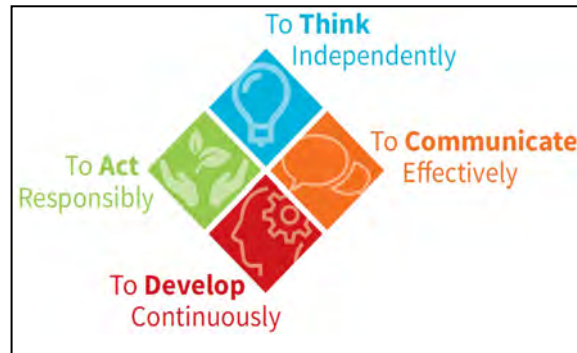 To Think
Independently
To Communicate
Effectively
To Act
Responsibly
To Develop
Continuously